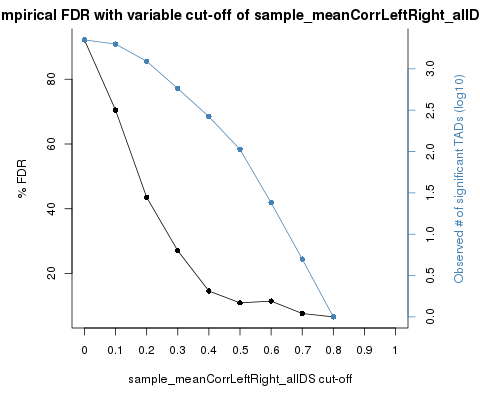 mpirical FDR with variable cut-off of sample_meanCorrLeftRight_allD
% FDR
80
60
40
20
3.0
2.5
2.0
1.5
1.0
0.5
0.0
Observed # of significant TADs (log10)
0 0.1 0.2 0.3 0.4 0.5 0.6 0.7 0.8 0.9 1
sample_meanCorrLeftRight_allDS cut-off